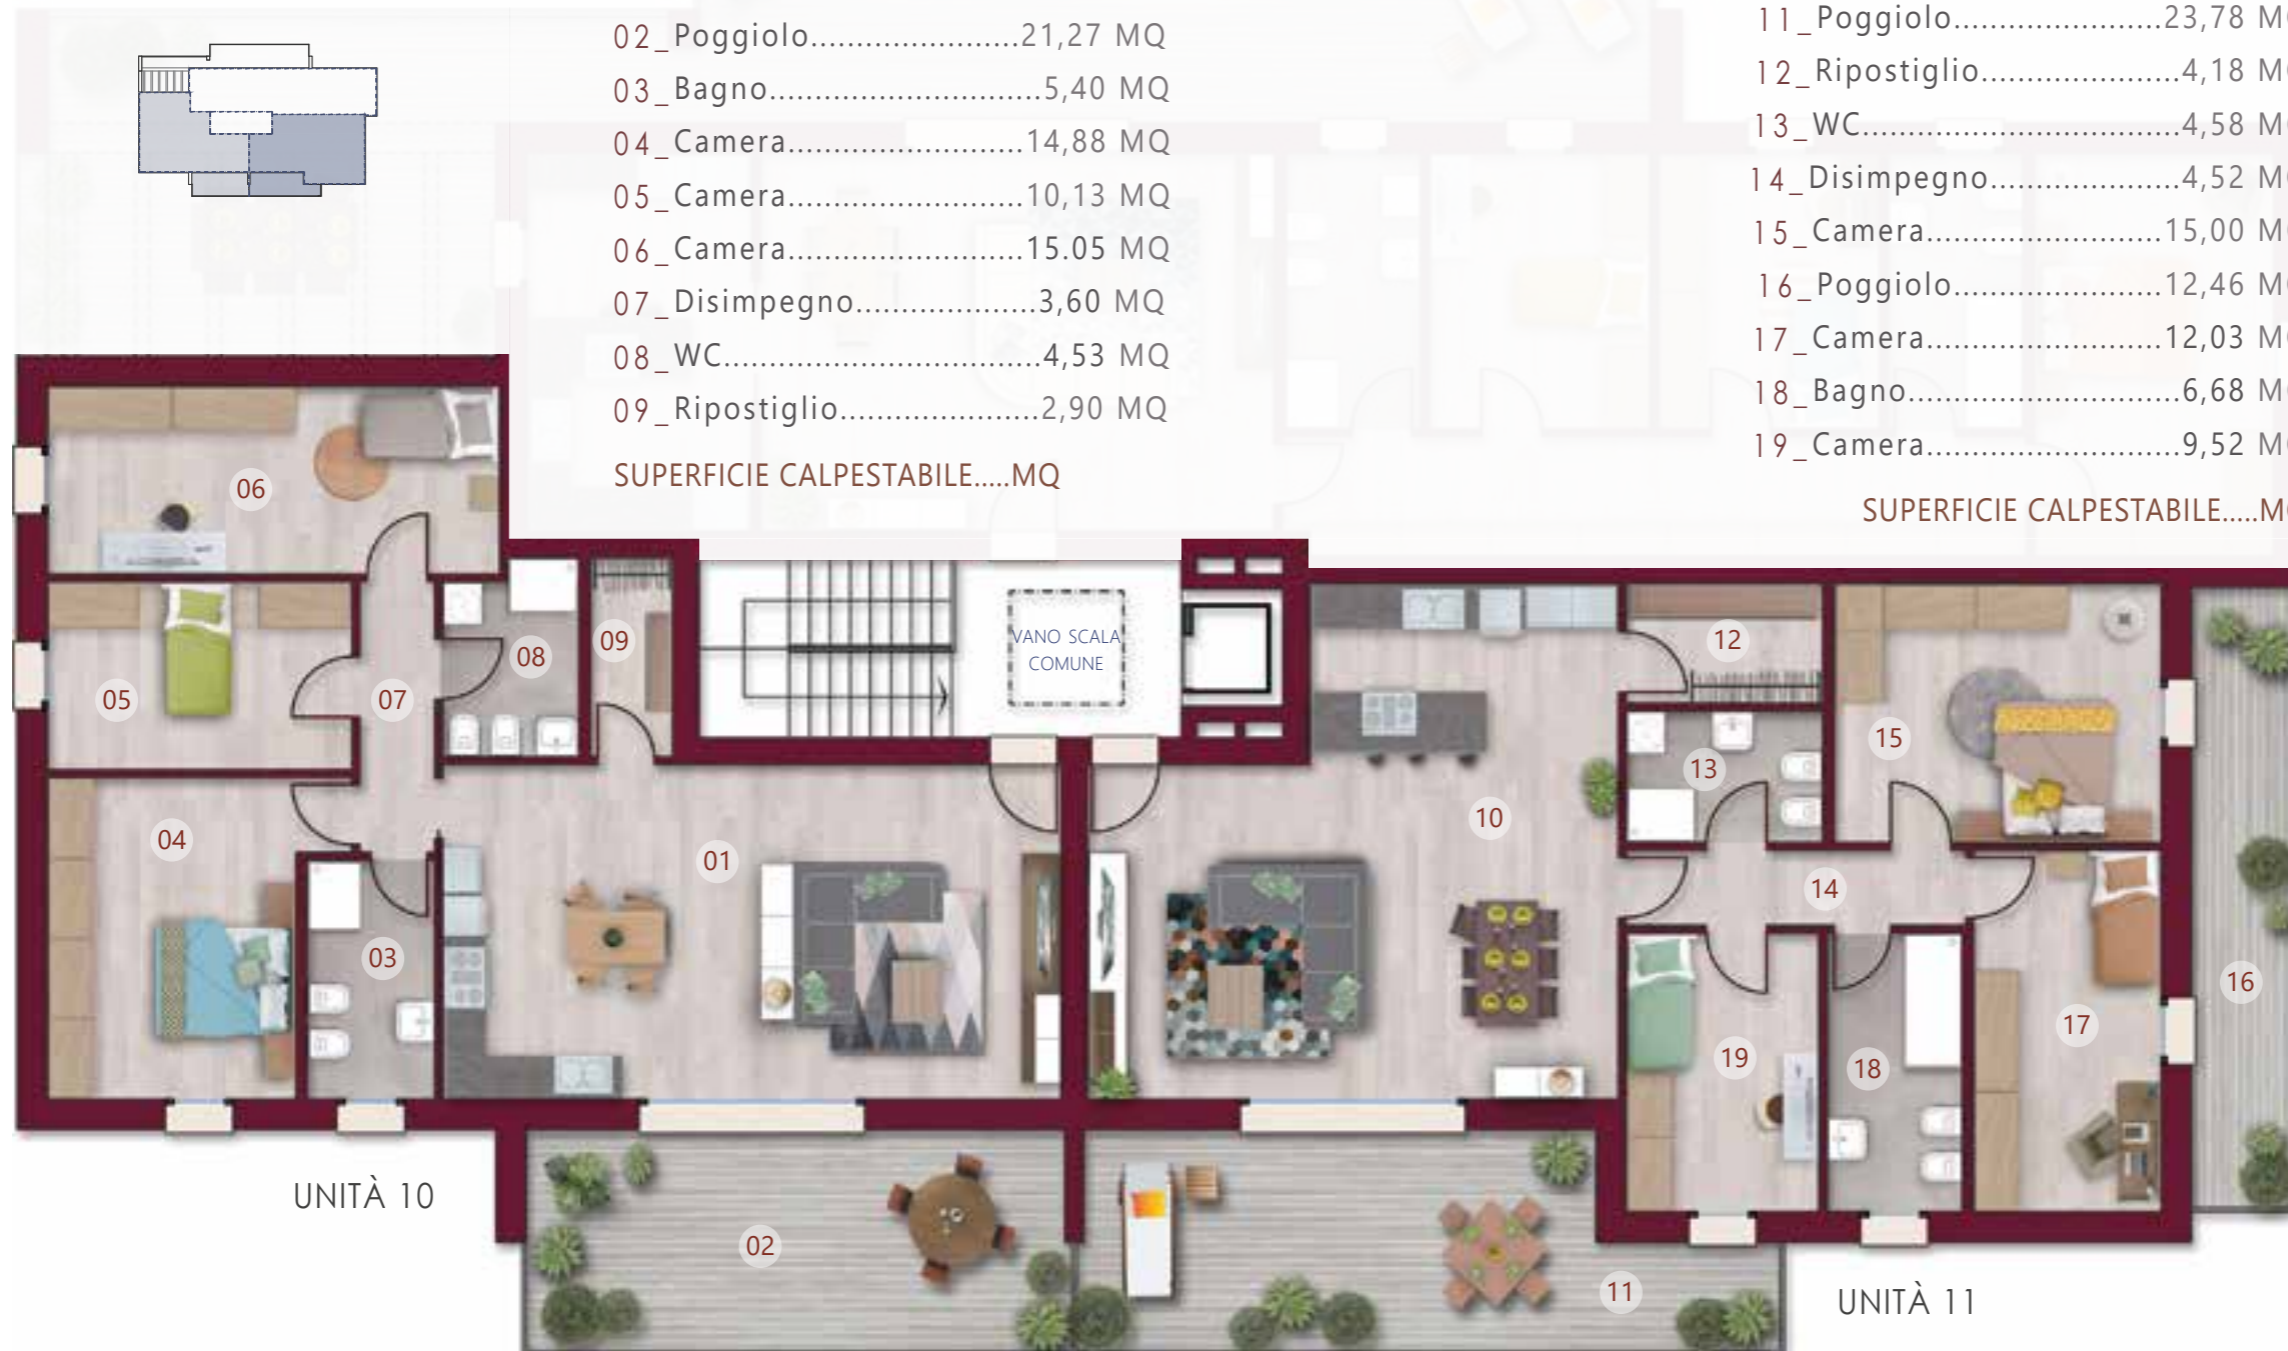 02_Poggiolo.......................21,27 MQ
03_Bagno..............................5,40 MQ
04_Camera..........................14,88 MQ
05_Camera..........................10,13 MQ
06_Camera..........................15.05 MQ
07_Disimpegno....................3,60 MQ
08_WC...................................4,53 MQ
09_Ripostiglio......................2,90 MQ
SUPERFICIE CALPESTABILE.....MQ
11_Poggiolo.......................23,78 M
12_Ripostiglio......................4,18 M
13_WC...................................4,58 M
14_Disimpegno.....................4,52 M
15_Camera..........................15,00 M
16_Poggiolo.......................12,46 M
17_Camera..........................12,03 M
18_Bagno..............................6,68 M
19_Camera............................9,52 M
SUPERFICIE CALPESTABILE.....M
06
05
07
08
09
VANO SCALA
COMUNE
12
13
15
04
01
10
03
14
19
18
17
16
UNITÀ 10
02
11
UNITÀ 11